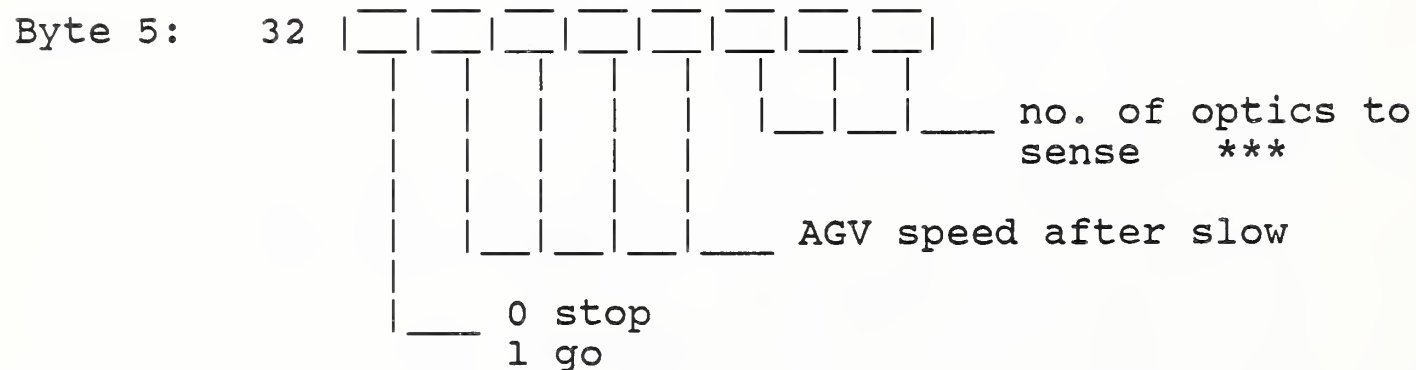 Byte 5: 32
no. of optics to
sense ***
AGV speed after slow
0 stop
1 go